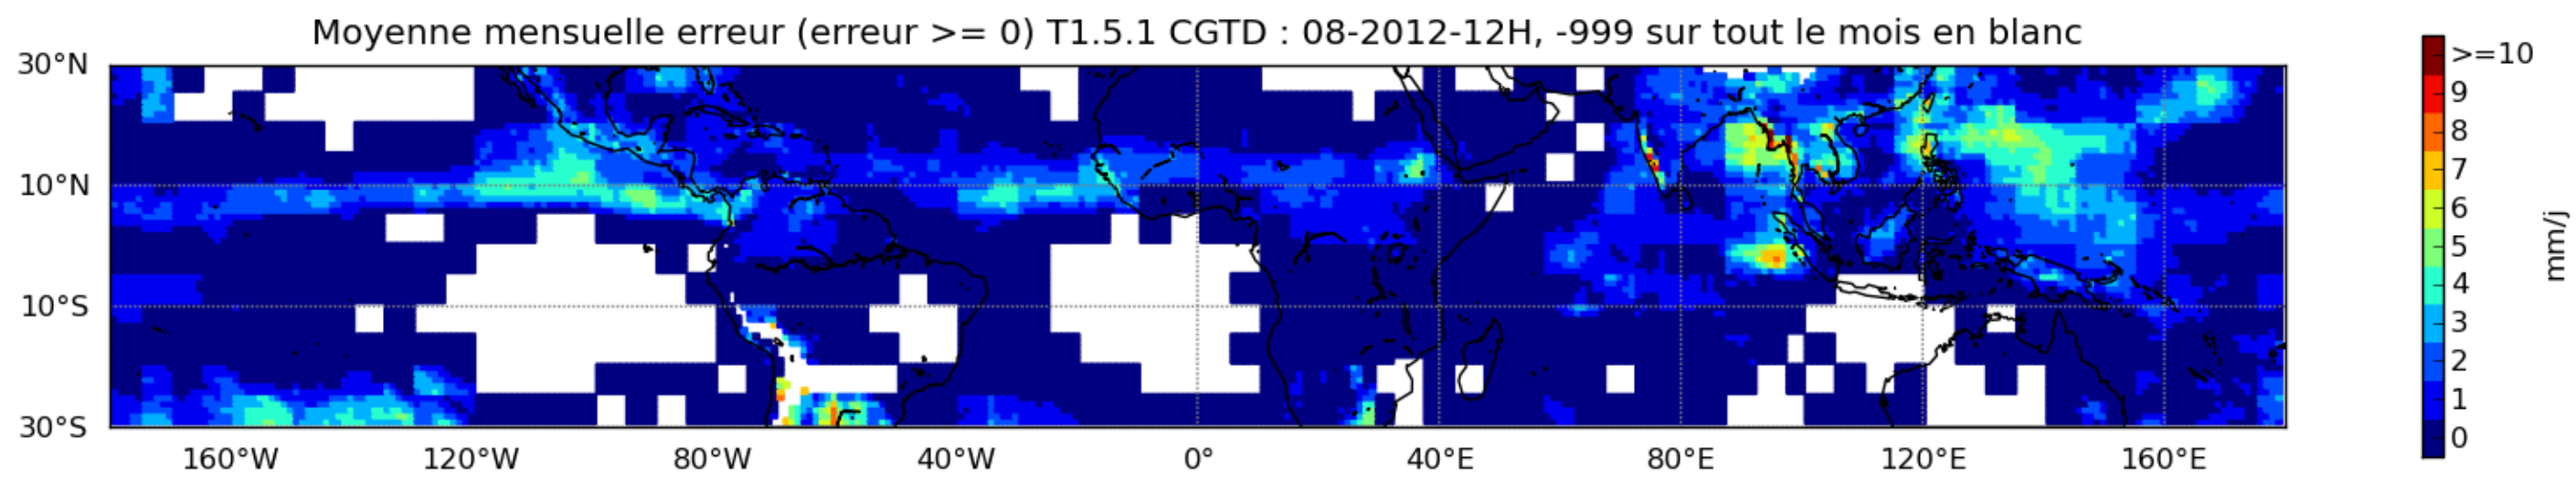 Moyenne mensuelle erreur (erreur >= 0) T1.5.1 CGTD : 08-2012-12H, -999 sur tout le mois en blanc
30°N
10°N
10°S
30°S
160°W 120°W 80°W 40°W 0° 40°E 80°E 120°E 160°E
>=10
9
8
7
6
5
4
3
2
1
0
mm/j